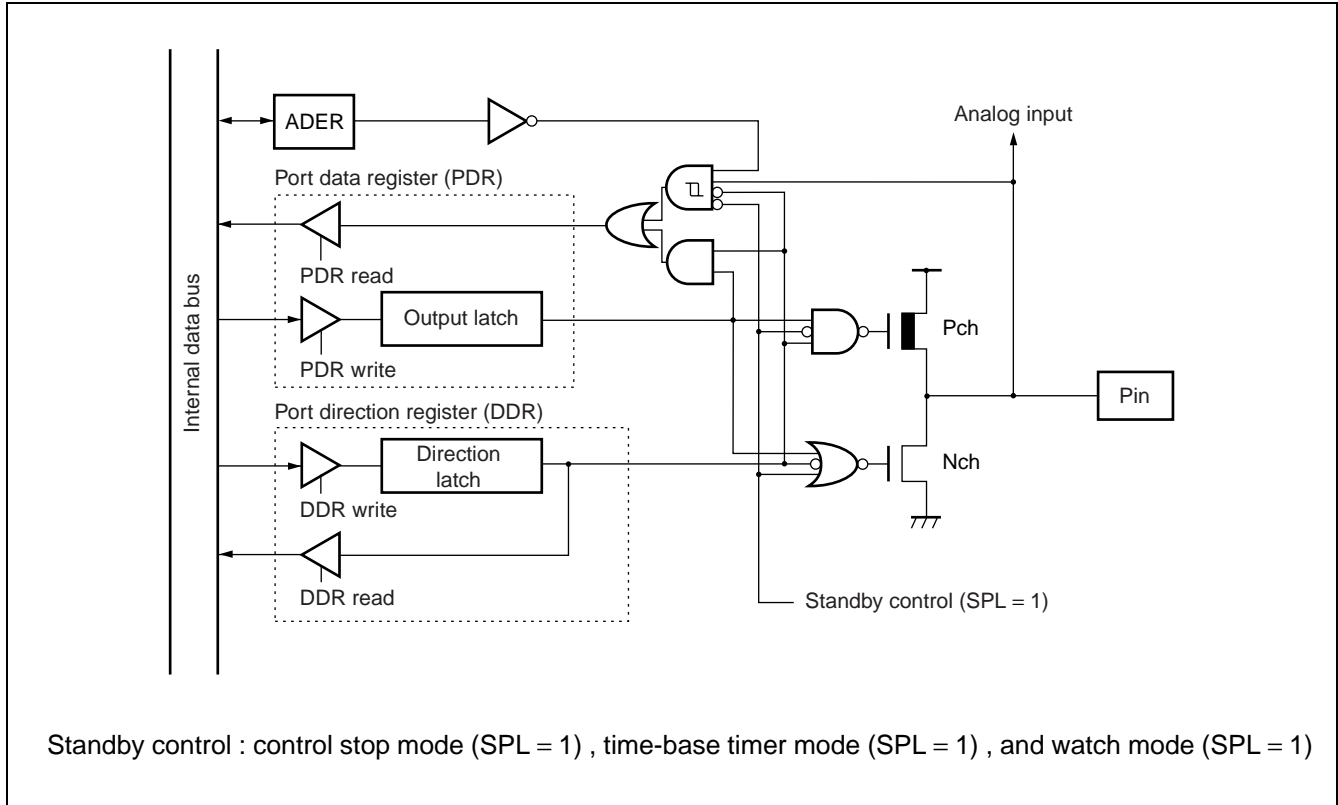 ADER
Analog input
Port data register (PDR)
PDR read
Output latch
PDR write
Pch
Internal data bus
Pin
Port direction register (DDR)
Direction
latch
Nch
DDR write
DDR read
Standby control (SPL = 1)
Standby control : control stop mode (SPL = 1) , time-base timer mode (SPL = 1) , and watch mode (SPL = 1)